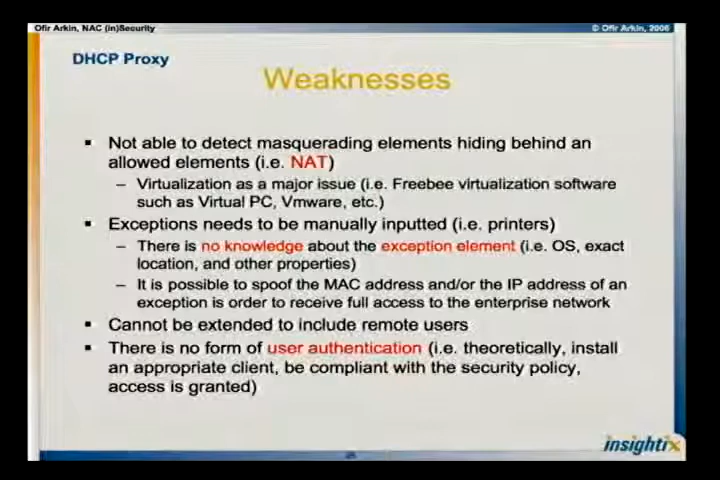 Ofir Arkin, NAC (in)Security
© Ofir Arkin, 2006
DHCP Proxy
Weaknesses
▪ Not able to detect masquerading elements hiding behind an
allowed elements (i.e. NAT)
– Virtualization as a major issue (i.e. Freebee virtualization software
such as Virtual PC, Vmware, etc.)
▪ Exceptions needs to be manually inputted (i.e. printers)
– There is no knowledge about the exception element (i.e. OS, exact
location, and other properties)
– It is possible to spoof the MAC address and/or the IP address of an
exception is order to receive full access to the enterprise network
▪ Cannot be extended to include remote users
▪ There is no form of user authentication (i.e. theoretically, install
an appropriate client, be compliant with the security policy,
access is granted)
insightix